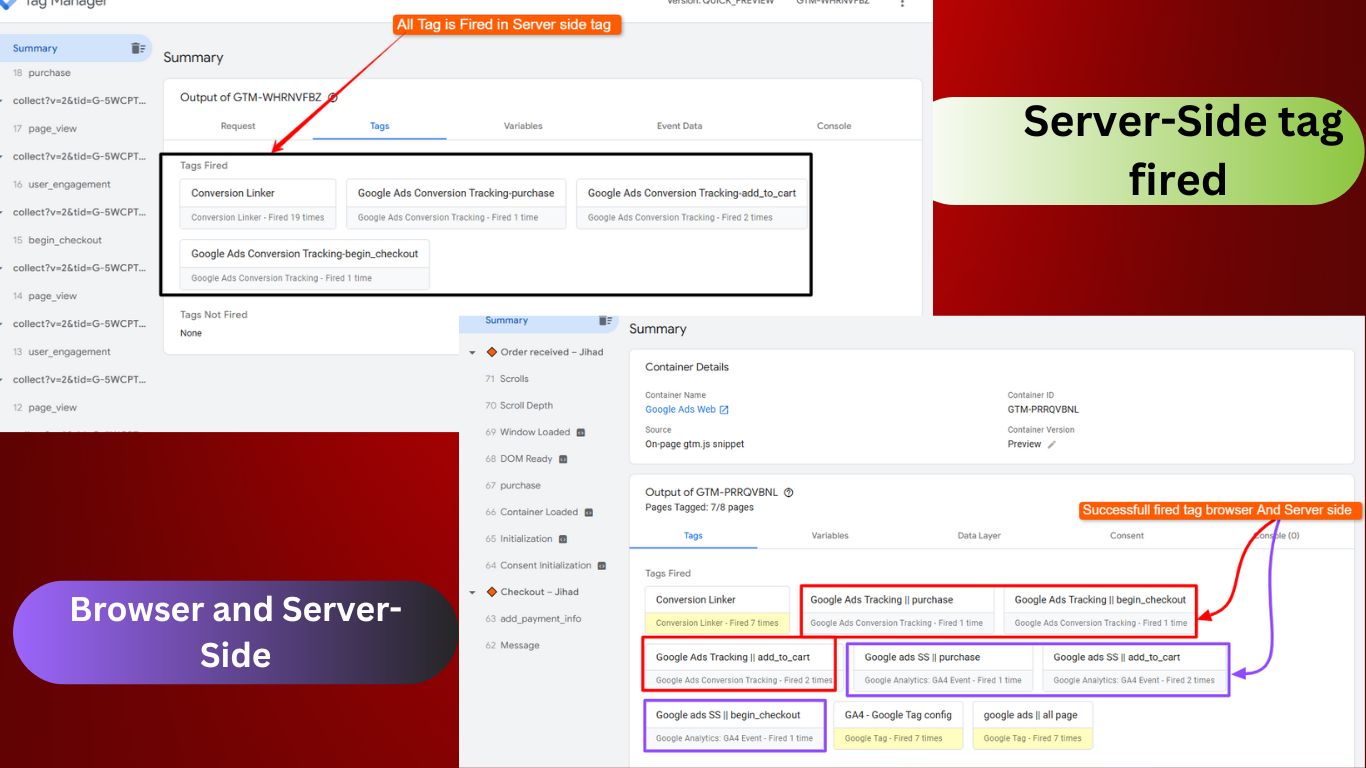 Tag Manager
Version: QUICK_PREVIEW
GTM-WHRNVFBZ
All Tag is Fired in Server side tag
Summary
18 purchase
collect?v=2&tid=G-5WCPT...
17 page_view
collect?v=2&tid=G-5WCPT...
16 user_engagement
collect?v=2&tid=G-5WCPT...
15 begin_checkout
collect?v=2&tid=G-5WCPT...
14 page_view
collect?v=2&tid=G-5WCPT...
13 user_engagement
collect?v=2&tid=G-5WCPT...
12 page_view
Summary
Output of GTM-WHRNVFBZ
Request Tags Variables Event Data Console
Tags Fired
Conversion Linker
Conversion Linker - Fired 19 times
Google Ads Conversion Tracking-purchase
Google Ads Conversion Tracking - Fired 1 time
Google Ads Conversion Tracking-add_to_cart
Google Ads Conversion Tracking - Fired 2 times
Google Ads Conversion Tracking-begin_checkout
Google Ads Conversion Tracking - Fired 1 time
Tags Not Fired
None
Server-Side tag
fired
Summary
Order received – Jihad
71 Scrolls
70 Scroll Depth
69 Window Loaded
68 DOM Ready
67 purchase
66 Container Loaded
65 Initialization
64 Consent Initialization
Checkout – Jihad
63 add_payment_info
62 Message
Summary
Container Details
Container Name
Google Ads Web
Container ID
GTM-PRRQVBNL
Source
On-page gtm.js snippet
Container Version
Preview
Output of GTM-PRRQVBNL
Pages Tagged: 7/8 pages
Successfull fired tag browser And Server side
Tags Variables Data Layer Consent Console (0)
Tags Fired
Conversion Linker
Conversion Linker - Fired 7 times
Google Ads Tracking || purchase
Google Ads Conversion Tracking - Fired 1 time
Google Ads Tracking || begin_checkout
Google Ads Conversion Tracking - Fired 1 time
Google Ads Tracking || add_to_cart
Google Ads Conversion Tracking - Fired 2 times
Google ads SS || purchase
Google Analytics: GA4 Event - Fired 1 time
Google ads SS || add_to_cart
Google Analytics: GA4 Event - Fired 2 times
Google ads SS || begin_checkout
Google Analytics: GA4 Event - Fired 1 time
GA4 - Google Tag config
Google Tag - Fired 7 times
google ads || all page
Google Tag - Fired 7 times
Browser and Server-
Side